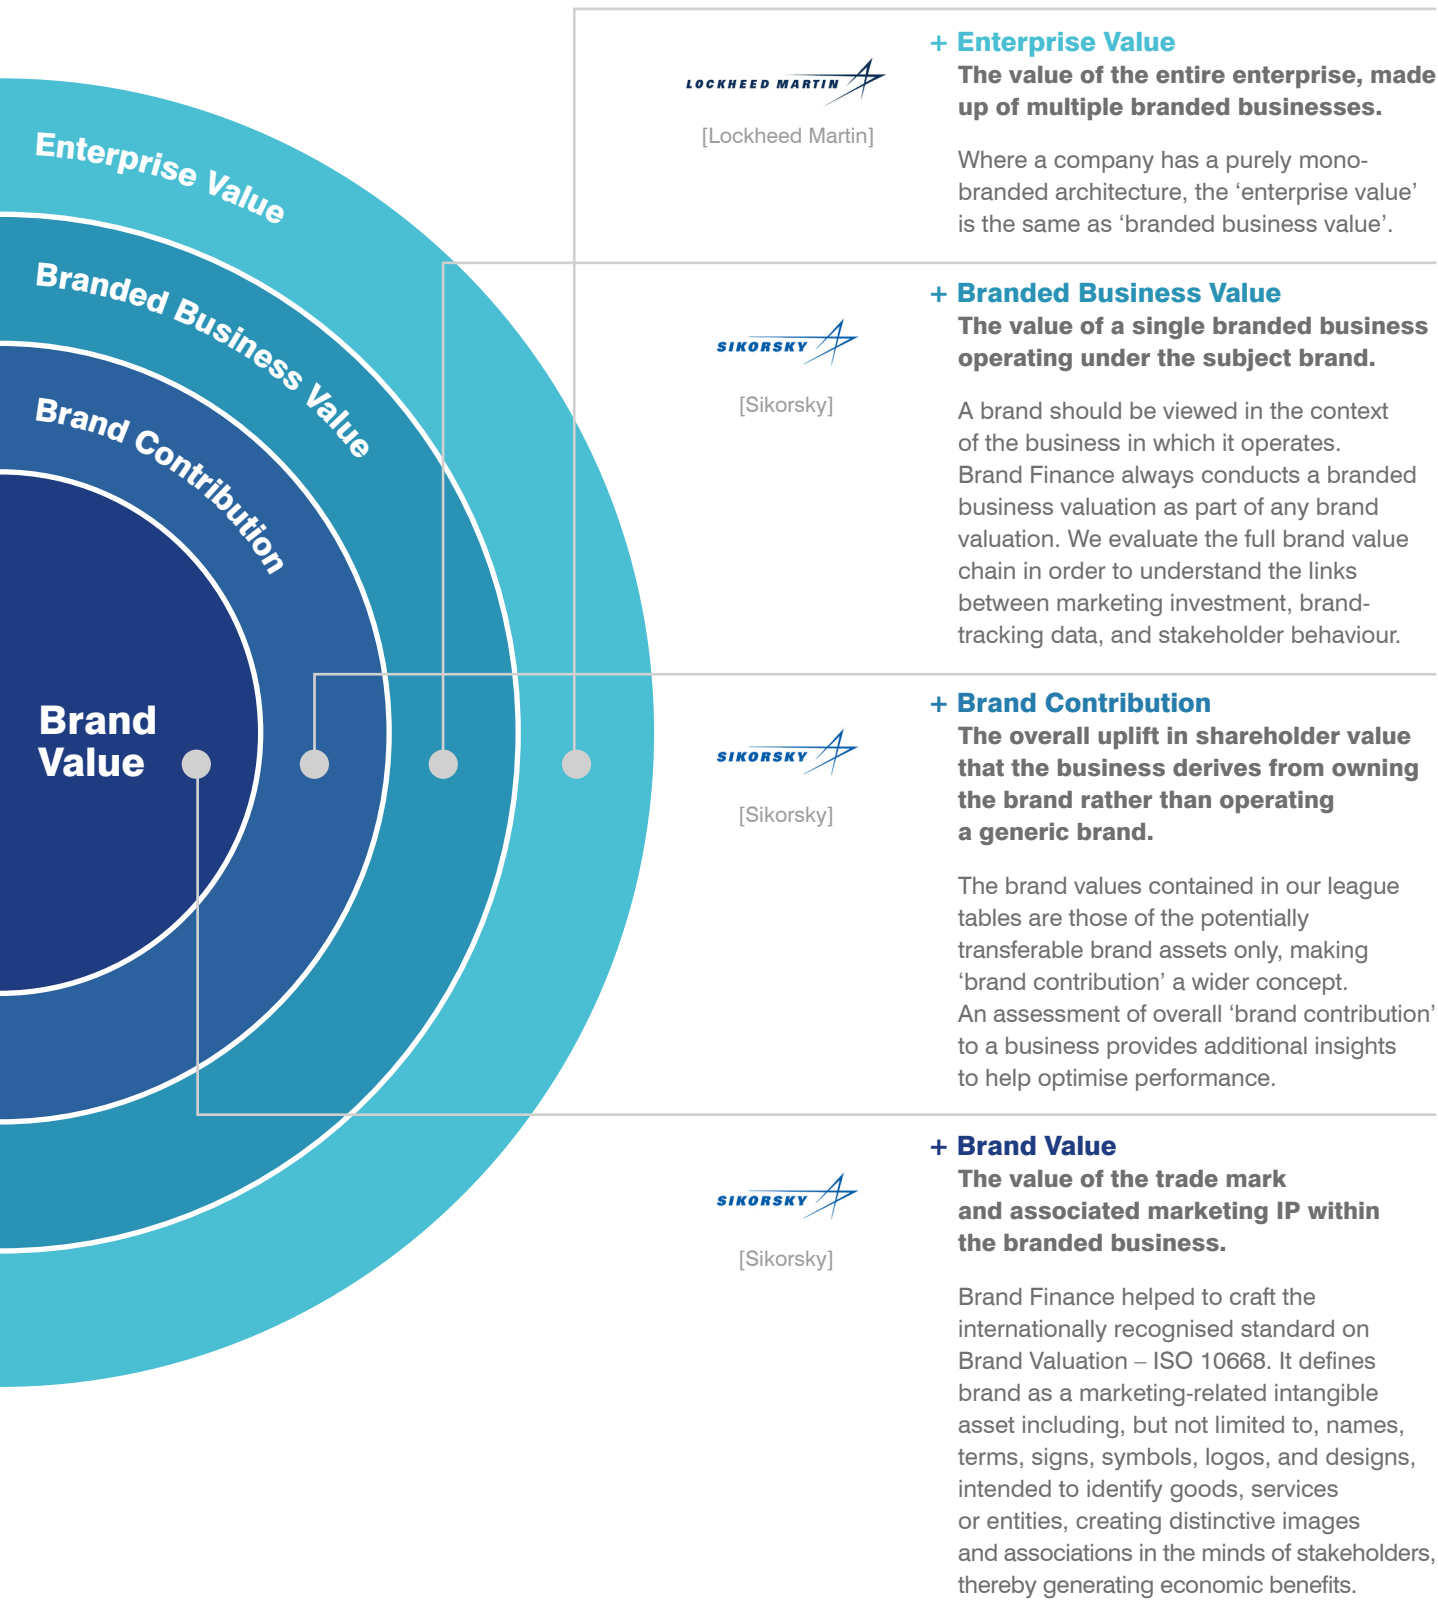 Enterprise Value
Branded Business Value
Brand Contribution
Brand
Value
LOCKHEED MARTIN
[Lockheed Martin]
+ Enterprise Value
The value of the entire enterprise, made
up of multiple branded businesses.
Where a company has a purely mono-
branded architecture, the ‘enterprise value’
is the same as ‘branded business value’.
SIKORSKY
[Sikorsky]
+ Branded Business Value
The value of a single branded business
operating under the subject brand.
A brand should be viewed in the context
of the business in which it operates.
Brand Finance always conducts a branded
business valuation as part of any brand
valuation. We evaluate the full brand value
chain in order to understand the links
between marketing investment, brand-
tracking data, and stakeholder behaviour.
SIKORSKY
[Sikorsky]
+ Brand Contribution
The overall uplift in shareholder value
that the business derives from owning
the brand rather than operating
a generic brand.
The brand values contained in our league
tables are those of the potentially
transferable brand assets only, making
‘brand contribution’ a wider concept.
An assessment of overall ‘brand contribution’
to a business provides additional insights
to help optimise performance.
SIKORSKY
[Sikorsky]
+ Brand Value
The value of the trade mark
and associated marketing IP within
the branded business.
Brand Finance helped to craft the
internationally recognised standard on
Brand Valuation – ISO 10668. It defines
brand as a marketing-related intangible
asset including, but not limited to, names,
terms, signs, symbols, logos, and designs,
intended to identify goods, services
or entities, creating distinctive images
and associations in the minds of stakeholders,
thereby generating economic benefits.